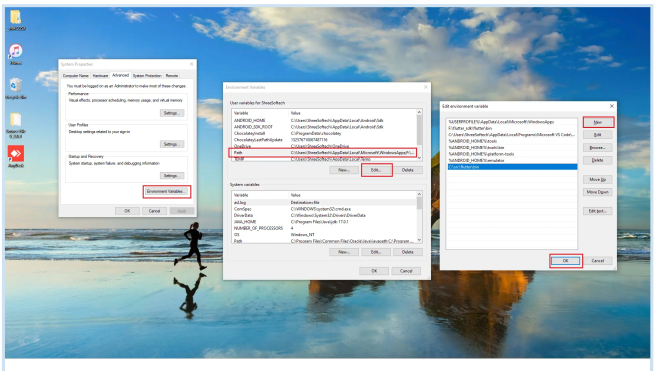 System Properties
Computer Name Hardware Advanced System Protection Remote
You must be logged on as an Administrator to make most of these changes.
Performance
Visual effects, processor scheduling, memory usage, and virtual memory
Settings...
User Profiles
Desktop settings related to your sign-in
Settings...
Startup and Recovery
System startup, system failure, and debugging information
Settings...
Environment Variables...
OK Cancel Apply
Environment Variables
User variables for ShreeSoftech
Variable Value
ANDROID_HOME C:\Users\ShreeSoftech\AppData\Local\Android\Sdk
ANDROID_SDK_ROOT C:\Users\ShreeSoftech\AppData\Local\Android\Sdk
ChocolateyInstall C:\ProgramData\chocolatey
ChocolateyLastPathUpdate
OneDrive C:\Users\ShreeSoftech\OneDrive
Path C:\Users\ShreeSoftech\AppData\Local\Microsoft\WindowsApps;
TEMP C:\Users\ShreeSoftech\AppData\Local\Temp
New... Edit... Delete
System variables
Variable Value
ComSpec C:\WINDOWS\system32\cmd.exe
DriverData C:\Windows\System32\Drivers\DriverData
JAVA_HOME C:\Program Files\Java\jdk-17.0.1
NUMBER_OF_PROCESSORS 4
OS Windows_NT
Path C:\Program Files\Common Files\Oracle\Java\javapath;C:\Program ...
New... Edit... Delete
OK Cancel
Edit environment variable
%USERPROFILE%\AppData\Local\Microsoft\WindowsApps
F:\flutter_sdk\flutter\bin
C:\Users\ShreeSoftech\AppData\Local\Programs\Microsoft VS Code\...
%ANDROID_HOME%\tools
%ANDROID_HOME%\tools\bin
%ANDROID_HOME%\platform-tools
%ANDROID_HOME%\emulator
C:\src\flutter\bin
New
Edit
Browse...
Delete
Move Up
Move Down
Edit text...
OK Cancel
iTunes
Recycle Bin
AnyDesk